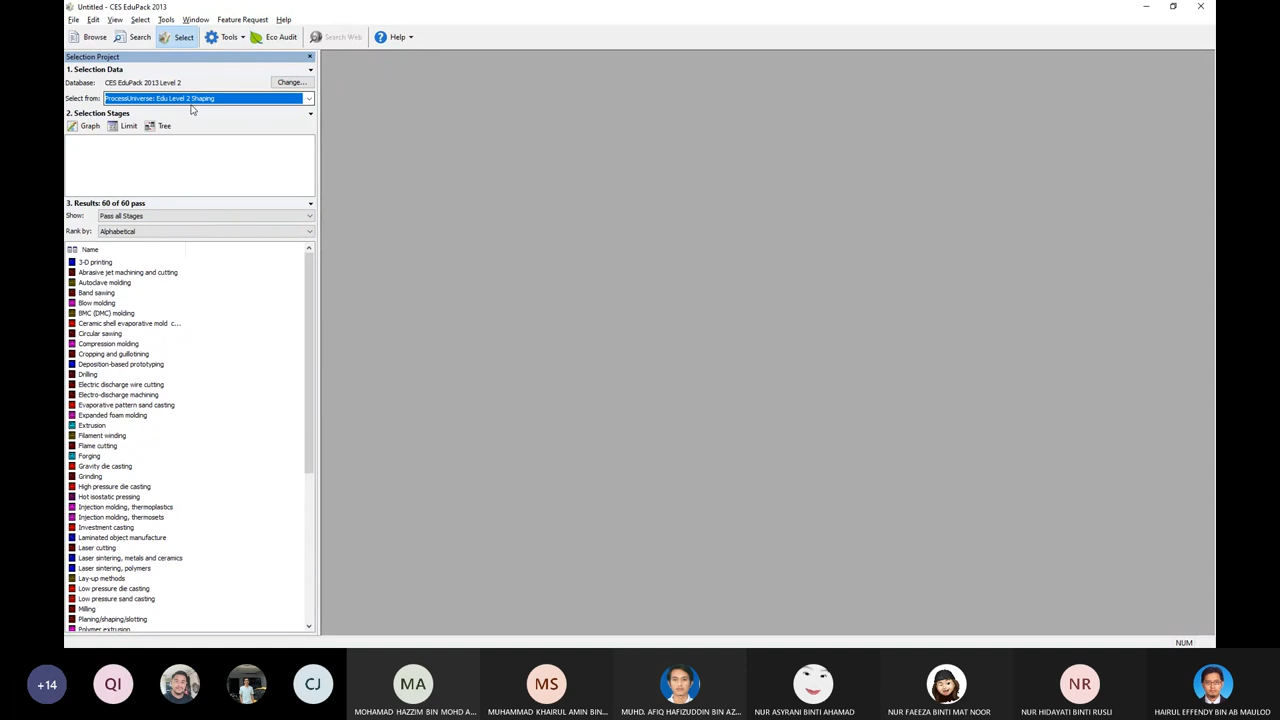 Untitled - CES EduPack 2013
File Edit View Select Tools Window Feature Request Help
Browse Search Select Tools Eco Audit Search Web Help
Selection Project
1. Selection Data
Database: CES EduPack 2013 Level 2 Change...
Select from: ProcessUniverse: Edu Level 2 Shaping
2. Selection Stages
Graph Limit Tree
3. Results: 60 of 60 pass
Show: Pass all Stages
Rank by: Alphabetical
Name
3-D printing
Abrasive jet machining and cutting
Autoclave molding
Band sawing
Blow molding
BMC (DMC) molding
Ceramic shell evaporative mold c...
Circular sawing
Compression molding
Cropping and guillotining
Deposition-based prototyping
Drilling
Electric discharge wire cutting
Electro-discharge machining
Evaporative pattern sand casting
Expanded foam molding
Extrusion
Filament winding
Flame cutting
Forging
Gravity die casting
Grinding
High pressure die casting
Hot isostatic pressing
Injection molding, thermoplastics
Injection molding, thermosets
Investment casting
Laminated object manufacture
Laser cutting
Laser sintering, metals and ceramics
Laser sintering, polymers
Lay-up methods
Low pressure die casting
Low pressure sand casting
Milling
Planing/shaping/slotting
Polymer extrusion
NUM
+14 QI CJ MA MS NR
MOHAMAD HAZZIM BIN MOHD A... MUHAMMAD KHAIRUL AMIN BIN... MUHD. AFIQ HAFIZUDDIN BIN AZ... NUR ASYRANI BINTI AHAMAD NUR FAEEZA BINTI MAT NOOR NUR HIDAYATI BINTI RUSLI HAIRUL EFFENDY BIN AB MAULOD